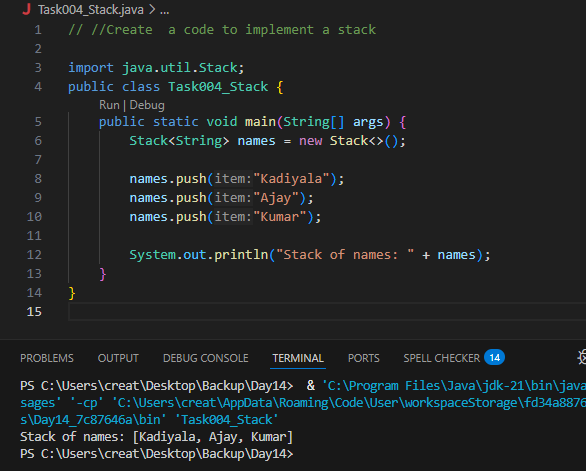 J Task004_Stack.java > ...
1 // //Create  a code to implement a stack
2
3 import java.util.Stack;
4 public class Task004_Stack {
Run | Debug
5 public static void main(String[] args) {
6 Stack<String> names = new Stack<>();
7
8 names.push(item:"Kadiyala");
9 names.push(item:"Ajay");
10 names.push(item:"Kumar");
11
12 System.out.println("Stack of names: " + names);
13 }
14 }
15
PROBLEMS OUTPUT DEBUG CONSOLE TERMINAL PORTS SPELL CHECKER 14
PS C:\Users\creat\Desktop\Backup\Day14>  & 'C:\Program Files\Java\jdk-21\bin\java
sages' '-cp' 'C:\Users\creat\AppData\Roaming\Code\User\workspaceStorage\fd34a8876
s\Day14_7c87646a\bin' 'Task004_Stack'
Stack of names: [Kadiyala, Ajay, Kumar]
PS C:\Users\creat\Desktop\Backup\Day14>